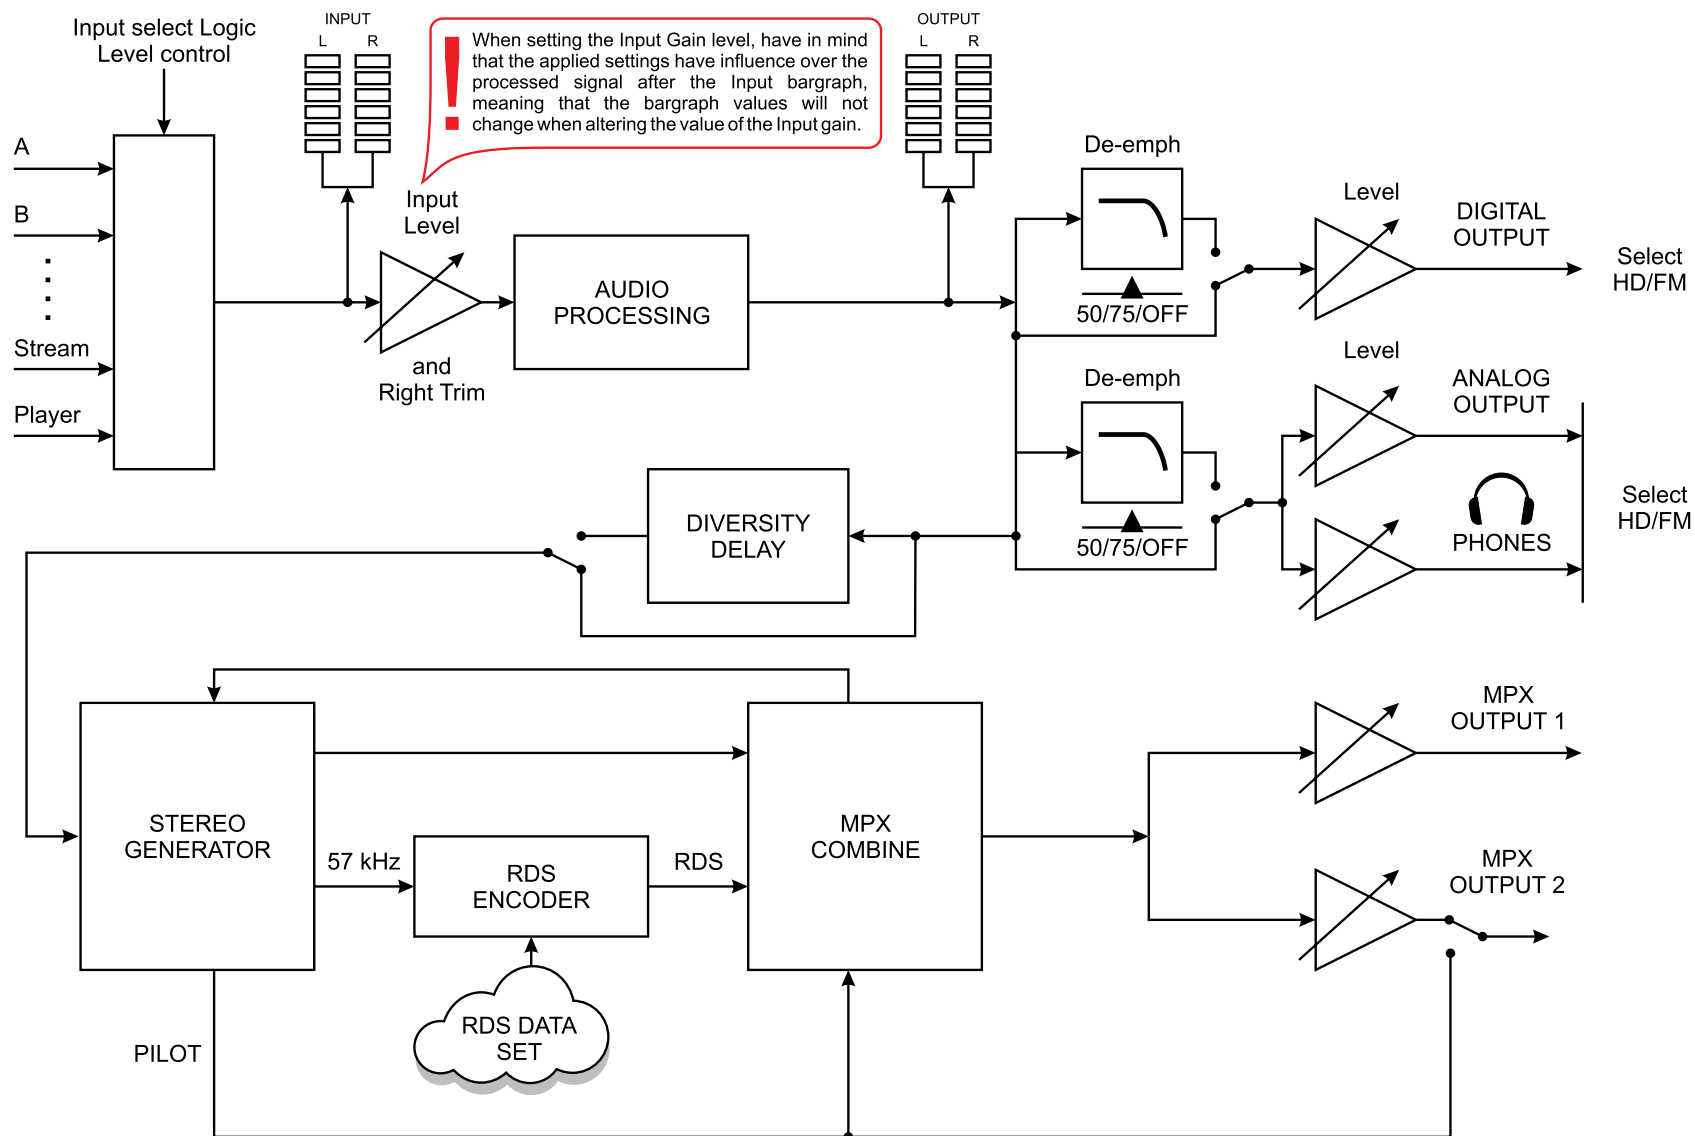 Input select Logic
Level control
INPUT
L R
!
When setting the Input Gain level, have in mind
that the applied settings have influence over the
processed signal after the Input bargraph,
meaning that the bargraph values will not
change when altering the value of the Input gain.
OUTPUT
L R
A
B
Stream
Player
Input
Level
and
Right Trim
AUDIO
PROCESSING
De-emph
50/75/OFF
Level
DIGITAL
OUTPUT
Select
HD/FM
De-emph
50/75/OFF
Level
ANALOG
OUTPUT
PHONES
Select
HD/FM
DIVERSITY
DELAY
STEREO
GENERATOR
57 kHz
RDS
ENCODER
RDS
MPX
COMBINE
MPX
OUTPUT 1
MPX
OUTPUT 2
RDS DATA
SET
PILOT